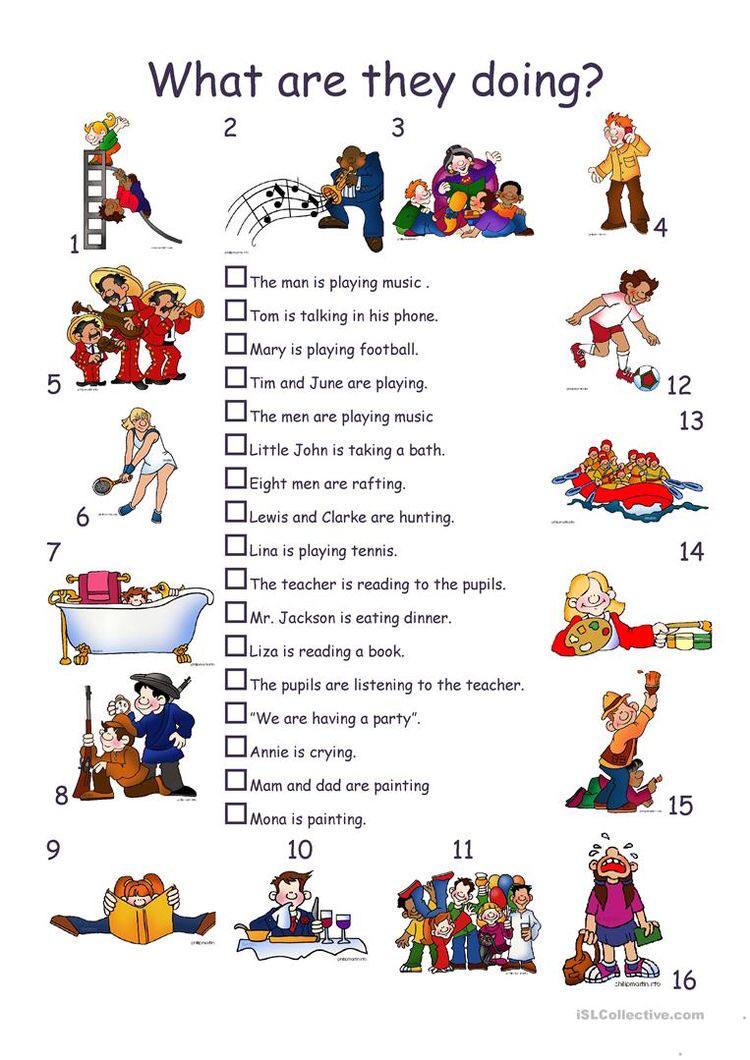 What are they doing?
2
3
1
4
The man is playing music .
Tom is talking in his phone.
Mary is playing football.
5
12
Tim and June are playing.
The men are playing music
13
Little John is taking a bath.
Eight men are rafting.
6
Lewis and Clarke are hunting.
7
Lina is playing tennis.
14
The teacher is reading to the pupils.
Mr. Jackson is eating dinner.
Liza is reading a book.
The pupils are listening to the teacher.
"We are having a party".
Annie is crying.
8
Mam and dad are painting
15
Mona is painting.
9
10
11
philipmartin.info
16
iSLCollective.com